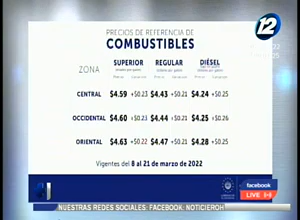 12
PRECIOS DE REFERENCIA DE
COMBUSTIBLES
ZONA SUPERIOR REGULAR DIÉSEL
CENTRAL $4.59 +$0.23 $4.43 +$0.21 $4.24 +$0.25
OCCIDENTAL $4.60 +$0.23 $4.44 +$0.21 $4.25 +$0.25
ORIENTAL $4.63 +$0.22 $4.47 +$0.21 $4.28 +$0.25
Vigentes del 8 al 21 de marzo de 2022
facebook
LIVE
NUESTRAS REDES SOCIALES: FACEBOOK: NOTICIEROH